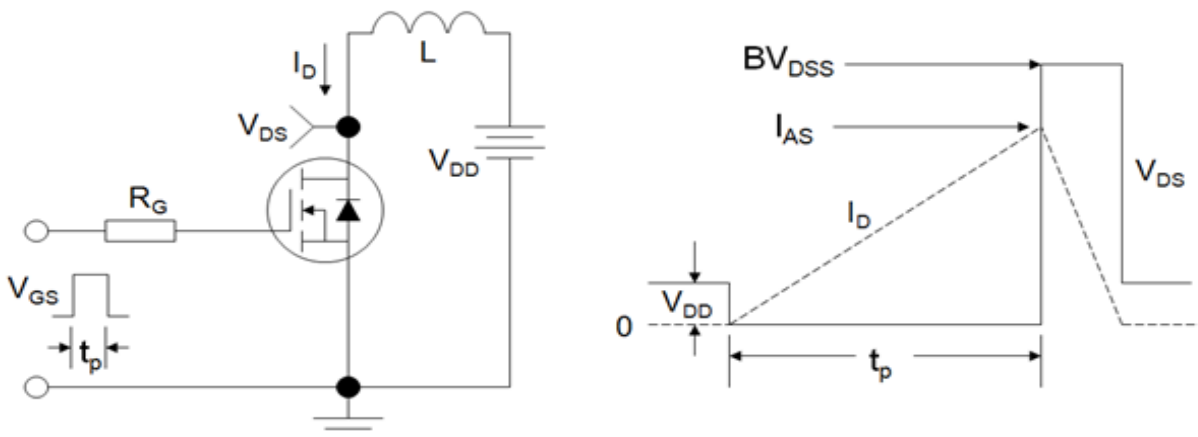 I_D
L
V_DS
V_DD
R_G
V_GS
t_p
BV_DSS
I_AS
V_DS
I_D
V_DD
0
t_p